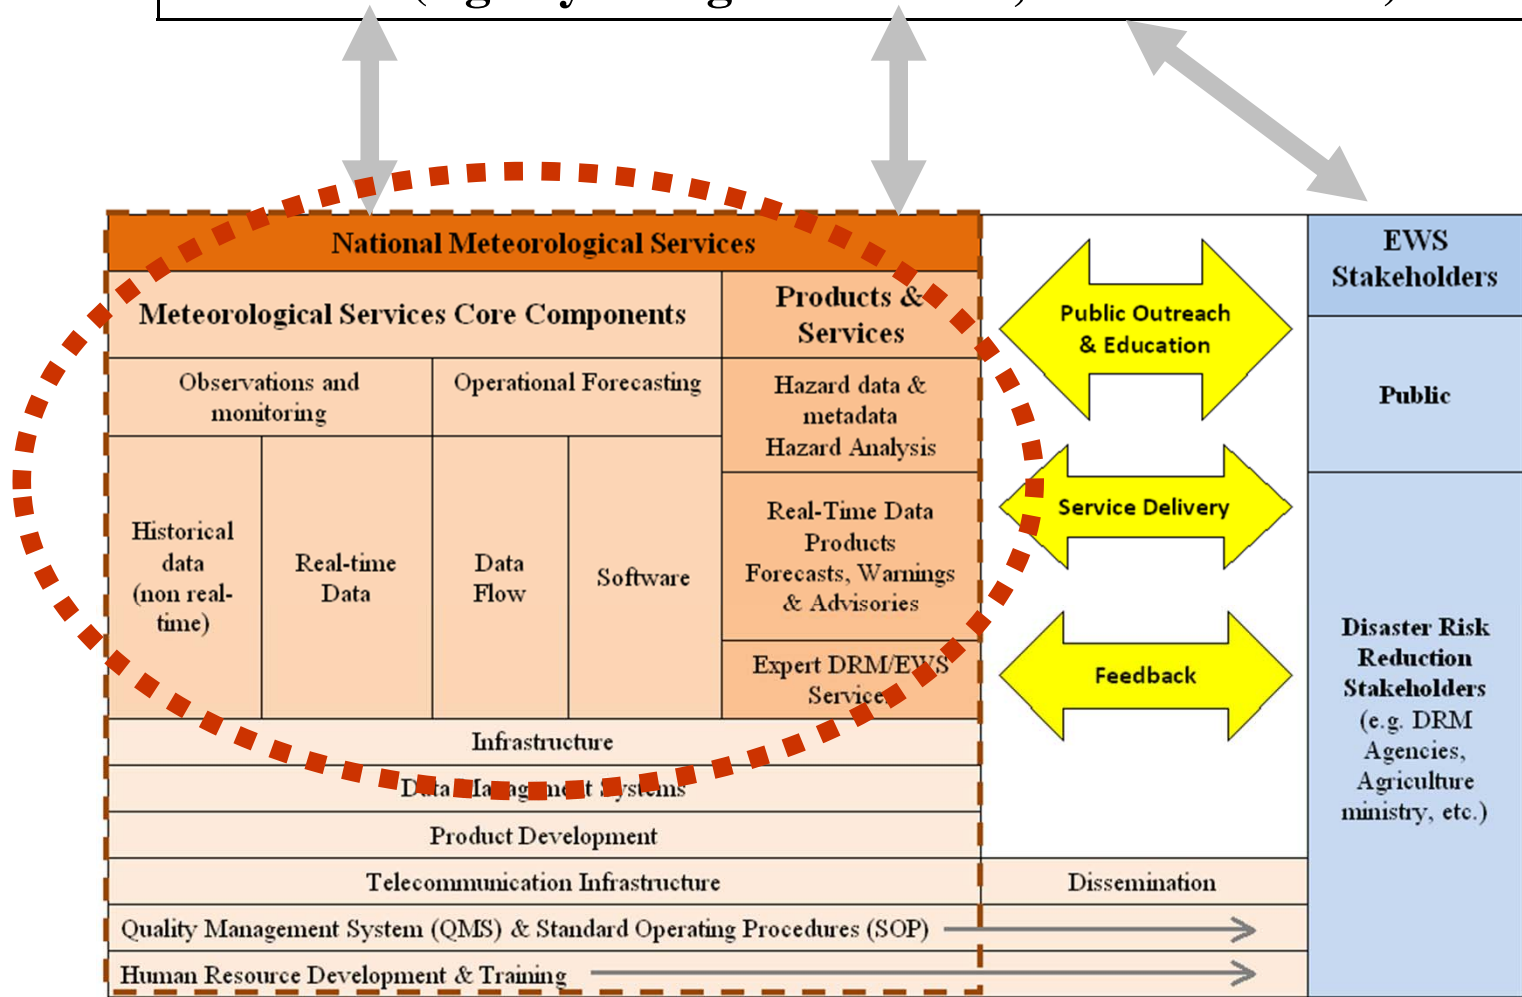 National Meteorological Services
Meteorological Services Core Components
Products &
Services
Observations and
monitoring
Operational Forecasting
Hazard data &
metadata
Hazard Analysis
Historical
data
(non real-
time)
Real-time
Data
Data
Flow
Software
Real-Time Data
Products
Forecasts, Warnings
& Advisories
Expert DRM/EWS
Services
Infrastructure
Data Management Systems
Product Development
Telecommunication Infrastructure
Dissemination
Quality Management System (QMS) & Standard Operating Procedures (SOP)
Human Resource Development & Training
Public Outreach
& Education
Service Delivery
Feedback
EWS
Stakeholders
Public
Disaster Risk
Reduction
Stakeholders
(e.g. DRM
Agencies,
Agriculture
ministry, etc.)